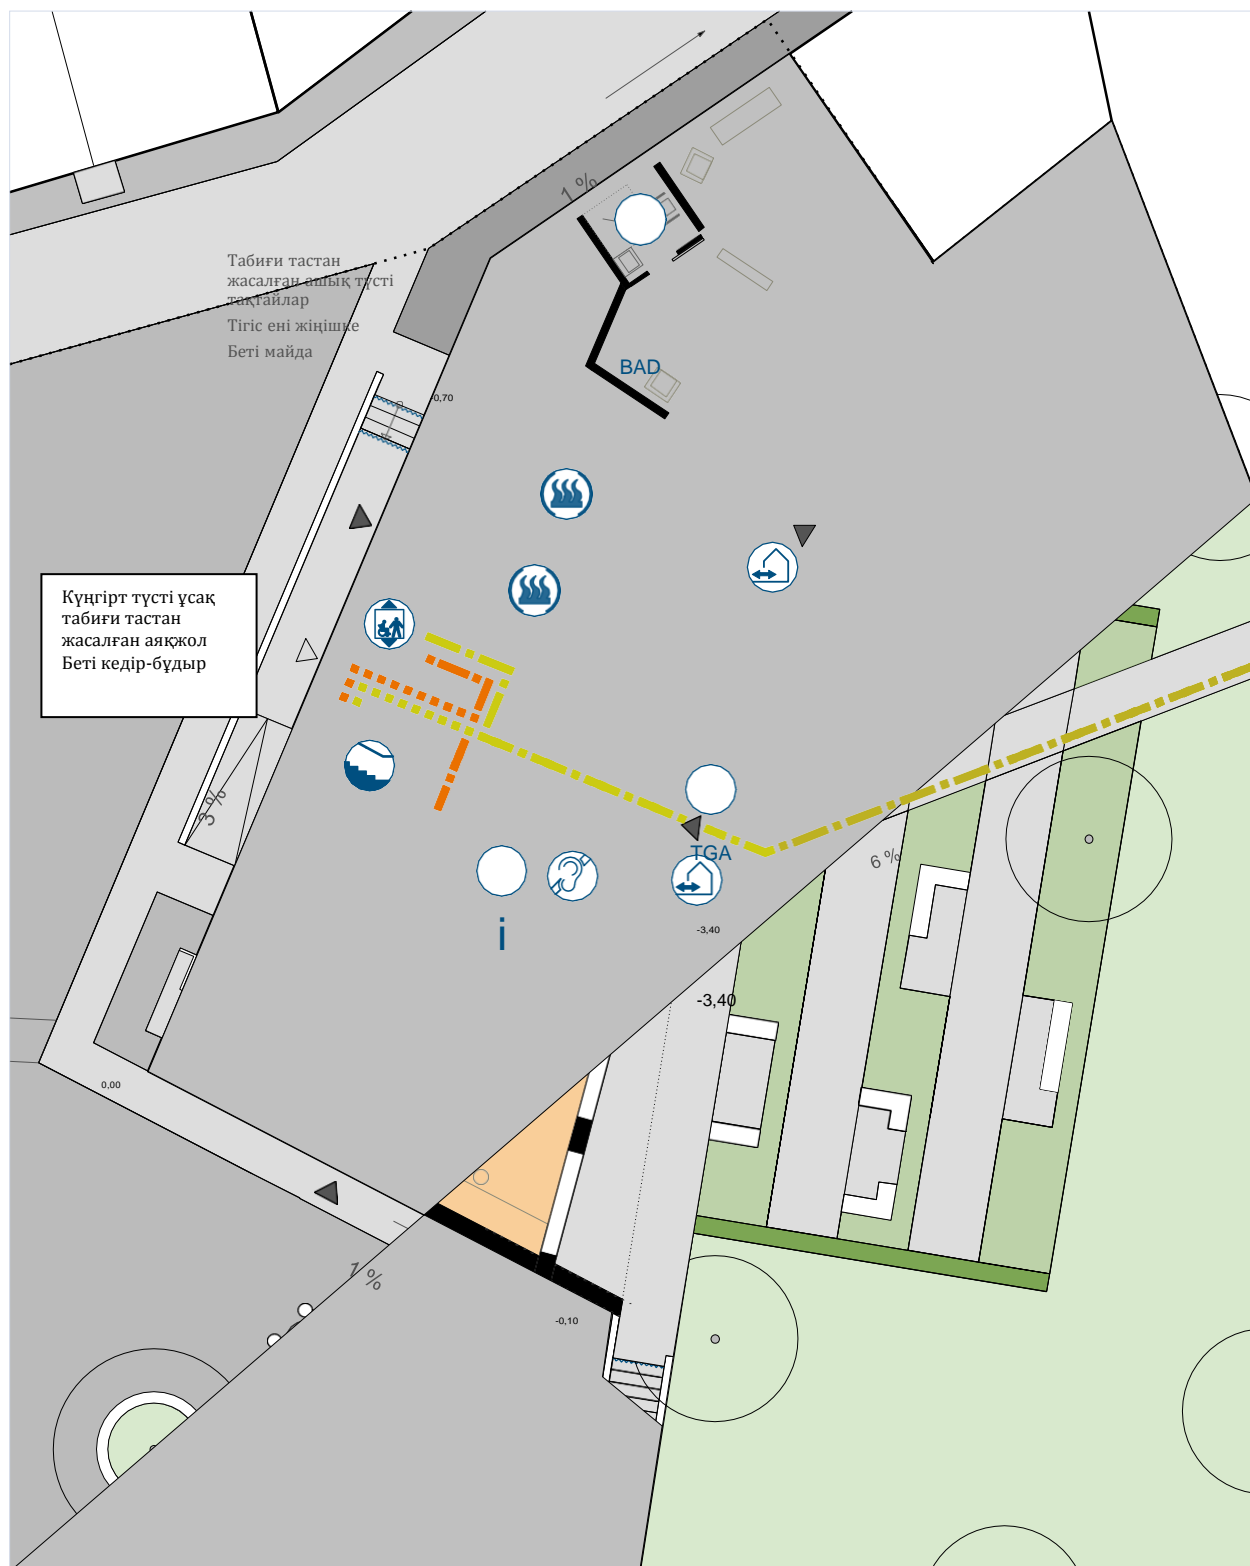 1 %
Табиғи тастан
жасалған ашық түсті
тақтайлар
Тігіс ені жіңішке
Беті майда
BAD
-0,70
Күңгірт түсті ұсақ
табиғи тастан
жасалған аяқжол
Беті кедір-бұдыр
3 %
TGA
6 %
i
-3,40
-3,40
0,00
1 %
-0,10